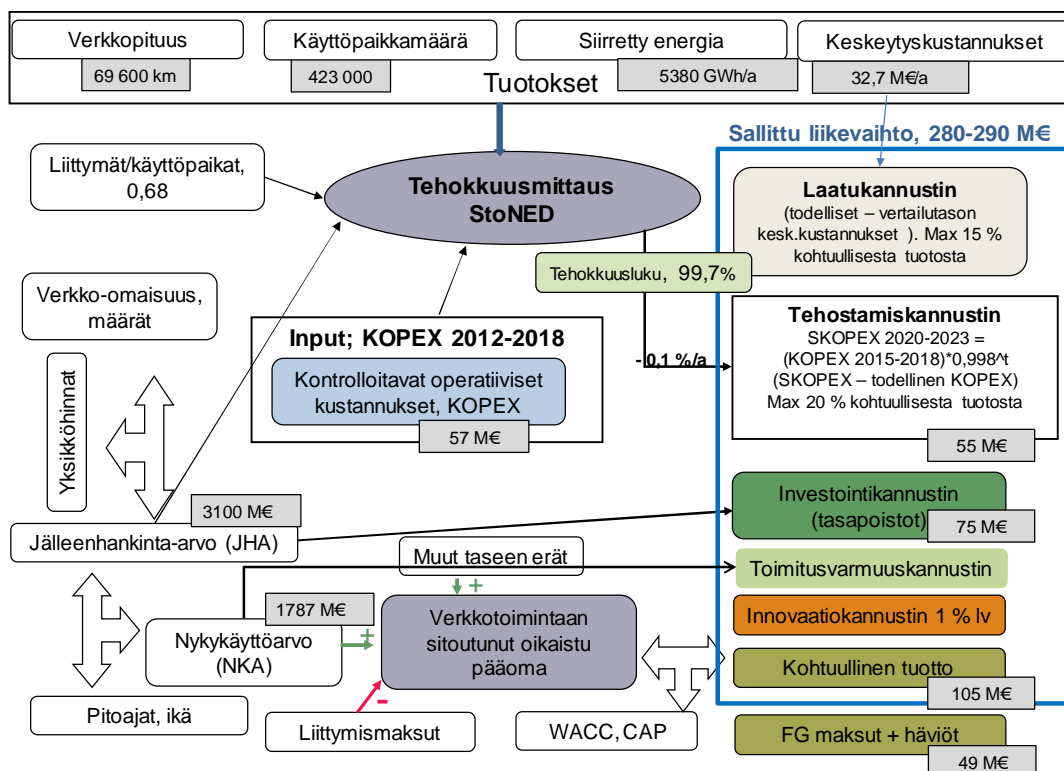 Verkkopituus
69 600 km
Käyttöpaikkamäärä
423 000
Siirretty energia
5380 GWh/a
Keskeytyskustannukset
32,7 M€/a
Tuotokset
Sallittu liikevaihto, 280-290 M€
Liittymät/käyttöpaikat,
0,68
Tehokkuusmittaus
StoNED
Laatukannustin
(todelliset – vertailutason
kesk.kustannukset ). Max 15 %
kohtuullisesta tuotosta
Tehokkuusluku, 99,7%
Verkko-omaisuus,
määrät
Input; KOPEX 2012-2018
Kontrolloitavat operatiiviset
kustannukset, KOPEX
57 M€
- 0,1 %/a
Tehostamiskannustin
SKOPEX 2020-2023 =
(KOPEX 2015-2018)*0,998^t
(SKOPEX – todellinen KOPEX)
Max 20 % kohtuullisesta tuotosta
55 M€
Yksikköhinnat
3100 M€
Jälleenhankinta-arvo (JHA)
Investointikannustin
(tasapoistot)
75 M€
Muut taseen erät
+
Toimitusvarmuuskannustin
1787 M€
Nykykäyttöarvo
(NKA)
+
Verkkotoimintaan
sitoutunut oikaistu
pääoma
Innovaatiokannustin 1 % lv
Kohtuullinen tuotto
105 M€
-
Pitoajat, ikä
Liittymismaksut
WACC, CAP
FG maksut + häviöt
49 M€